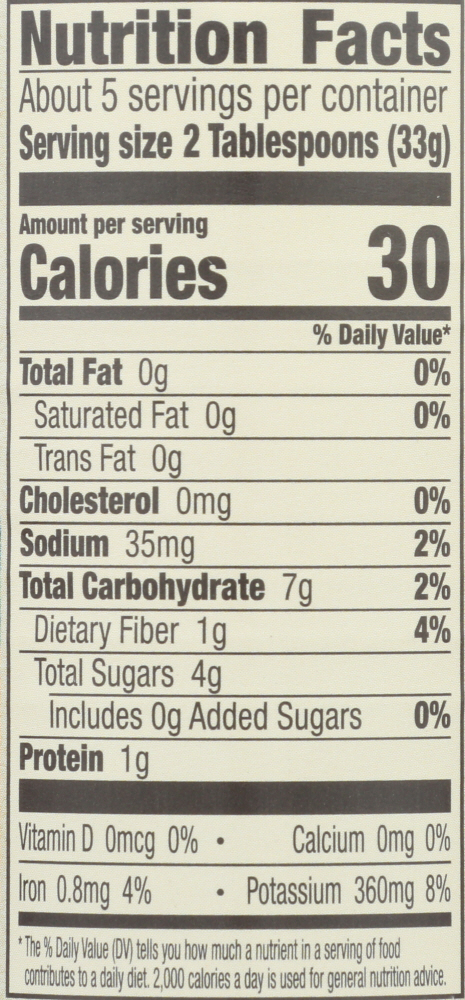 Nutrition Facts
About 5 servings per container
Serving size 2 Tablespoons (33g)
Amount per serving
Calories 30
% Daily Value*
Total Fat 0g 0%
Saturated Fat 0g 0%
Trans Fat 0g
Cholesterol 0mg 0%
Sodium 35mg 2%
Total Carbohydrate 7g 2%
Dietary Fiber 1g 4%
Total Sugars 4g
Includes 0g Added Sugars 0%
Protein 1g
Vitamin D 0mcg 0% • Calcium 0mg 0%
Iron 0.8mg 4% • Potassium 360mg 8%
*The % Daily Value (DV) tells you how much a nutrient in a serving of food
contributes to a daily diet. 2,000 calories a day is used for general nutrition advice.